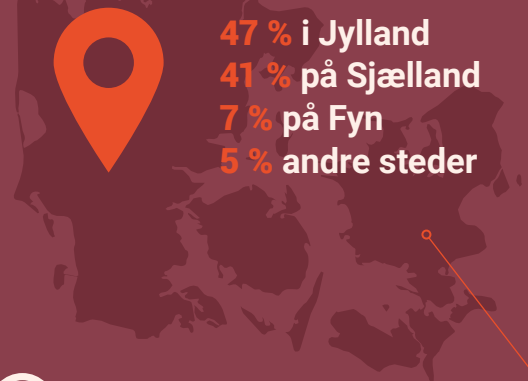 47 % i Jylland
41 % på Sjælland
7 % på Fyn
5 % andre steder